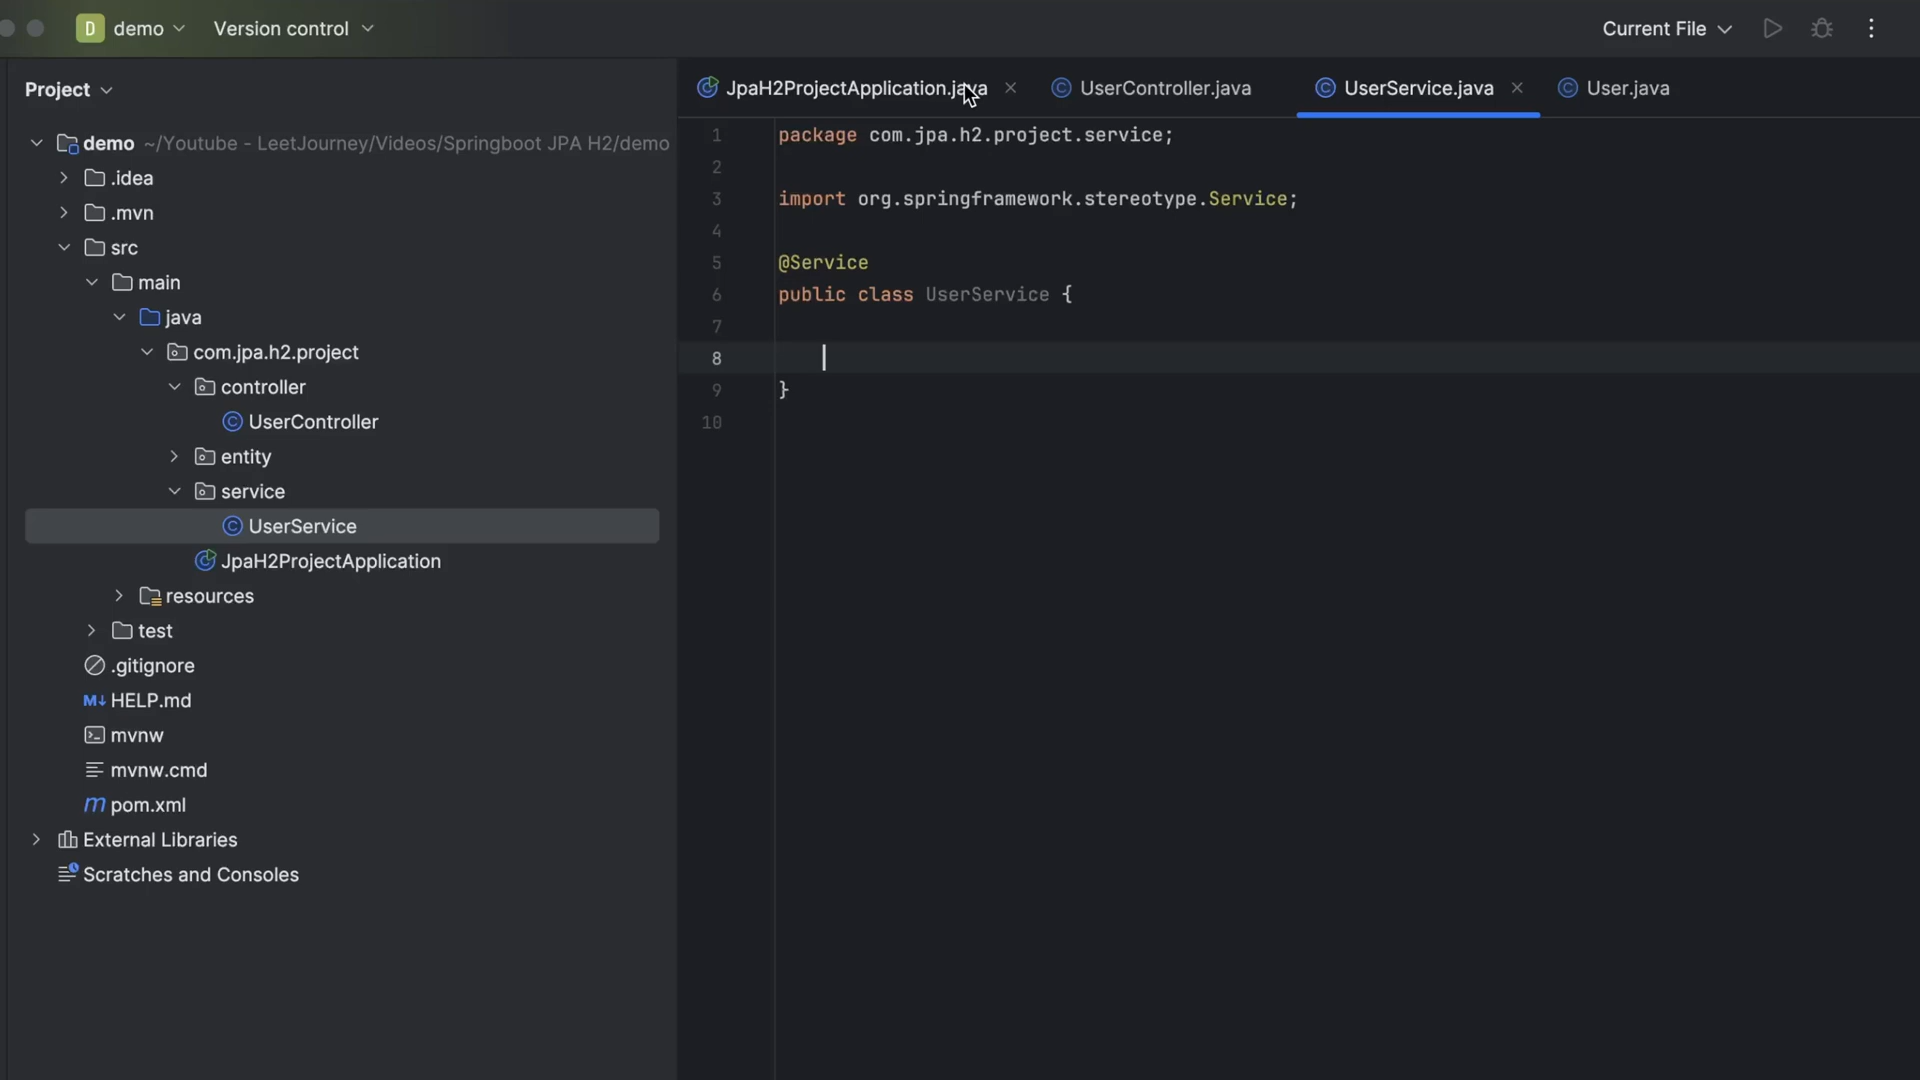 D demo Version control Current File
Project
JpaH2ProjectApplication.java UserController.java UserService.java User.java
demo ~/Youtube - LeetJourney/Videos/Springboot JPA H2/demo
.idea
.mvn
src
main
java
com.jpa.h2.project
controller
UserController
entity
service
UserService
JpaH2ProjectApplication
resources
test
.gitignore
M↓ HELP.md
mvnw
mvnw.cmd
m pom.xml
External Libraries
Scratches and Consoles
1 package com.jpa.h2.project.service;
2
3 import org.springframework.stereotype.Service;
4
5 @Service
6 public class UserService {
7
8
9 }
10